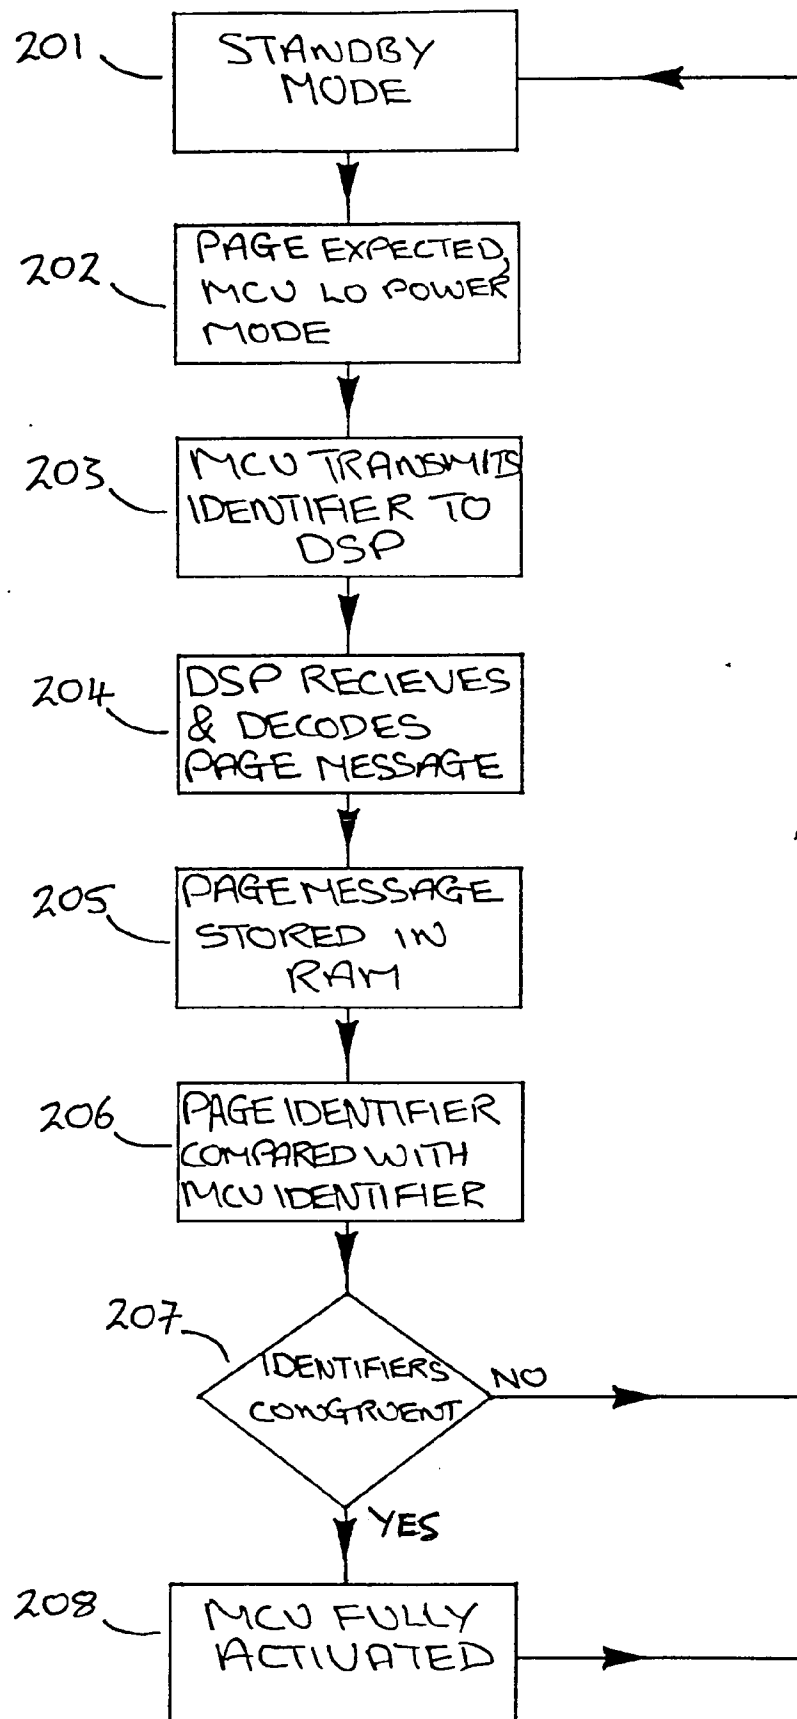 201
STANDBY
MODE
202
PAGE EXPECTED,
MCU LO POWER
MODE
203
MCU TRANSMITS
IDENTIFIER TO
DSP
204
DSP RECIEVES
& DECODES
PAGE MESSAGE
205
PAGE MESSAGE
STORED IN
RAM
206
PAGE IDENTIFIER
COMPARED WITH
MCU IDENTIFIER
207
IDENTIFIERS
CONGRUENT
NO
YES
208
MCU FULLY
ACTIVATED